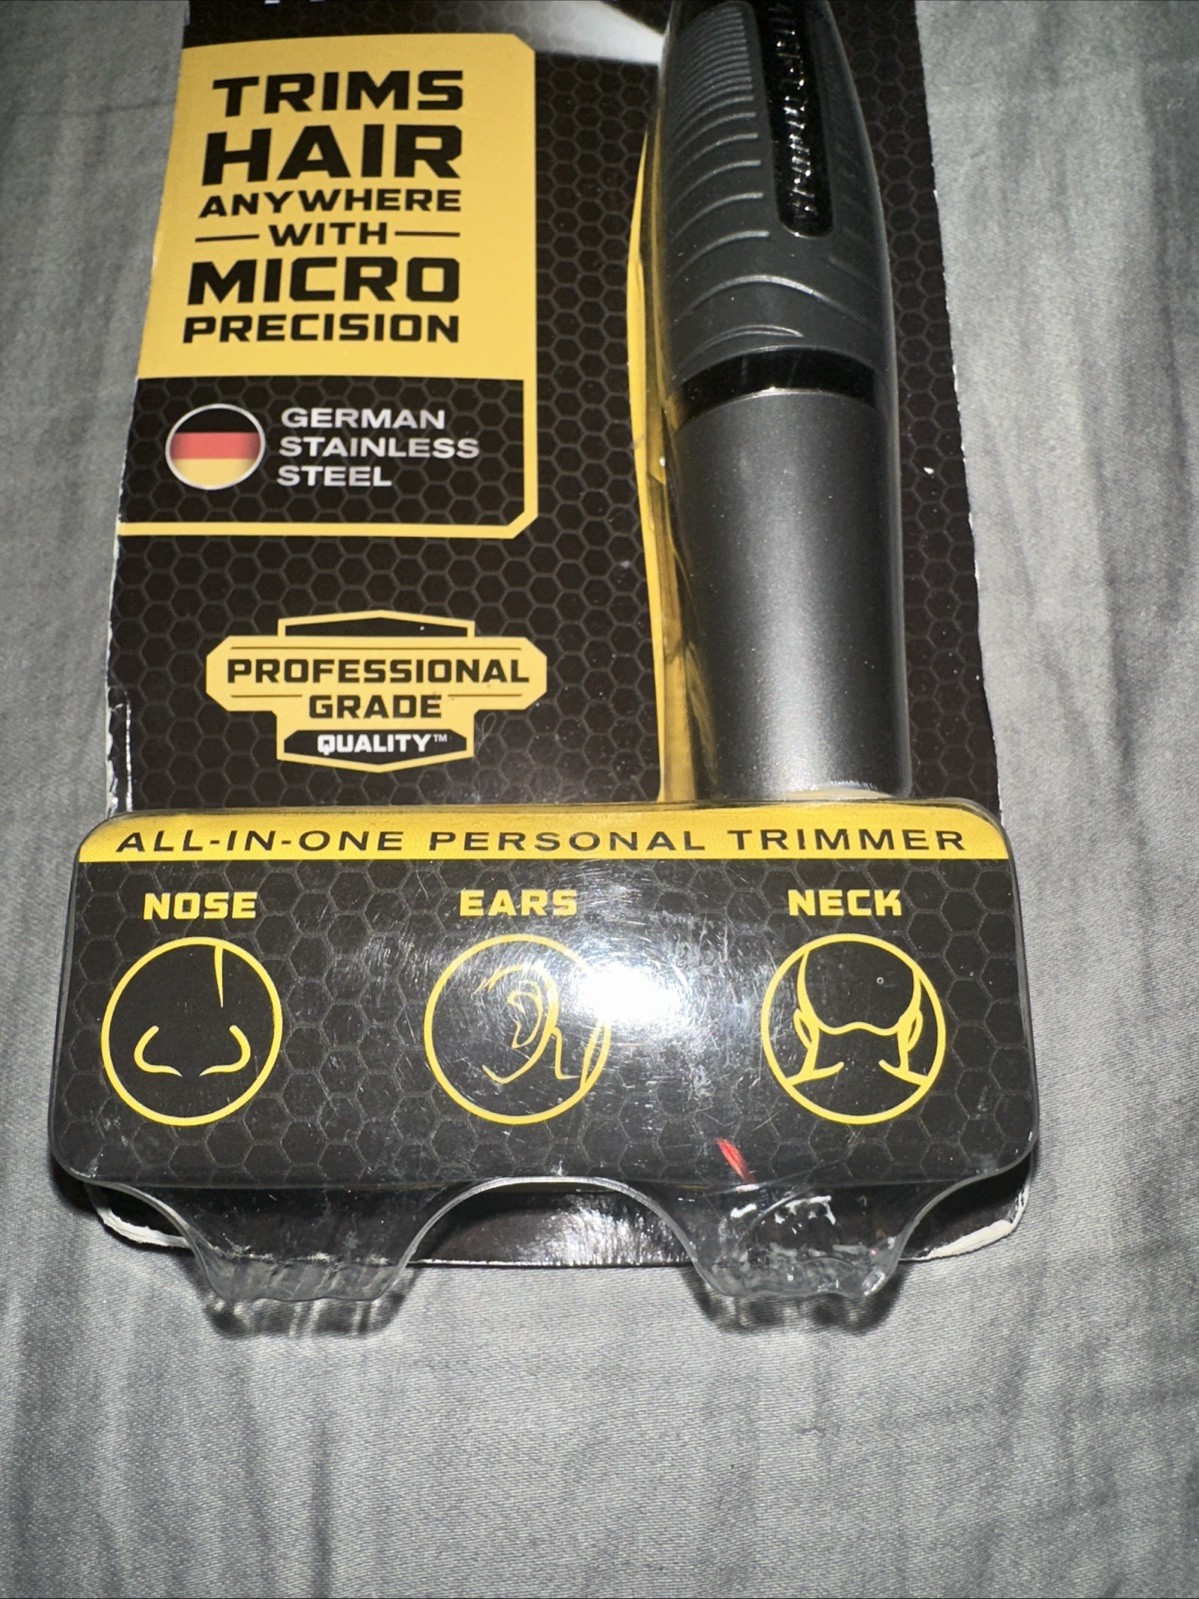 TRIMS
HAIR
ANYWHERE
WITH
MICRO
PRECISION
GERMAN
STAINLESS
STEEL
PROFESSIONAL
GRADE
QUALITY™
ALL-IN-ONE PERSONAL TRIMMER
NOSE EARS NECK